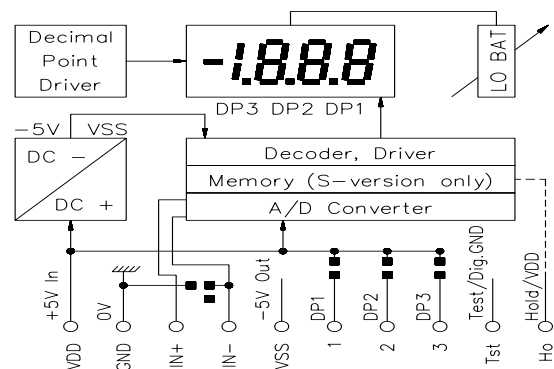 Decimal
Point
Driver
-1.8.8.8
LO BAT
DP3 DP2 DP1
-5V VSS
DC -
DC +
Decoder, Driver
Memory (S-version only)
A/D Converter
+5V In
0V
-5V Out
DP1
DP2
DP3
Test/Dig.GND
Hold/VDD
VDD
GND
IN+
IN-
VSS
1
2
3
Tst
Ho